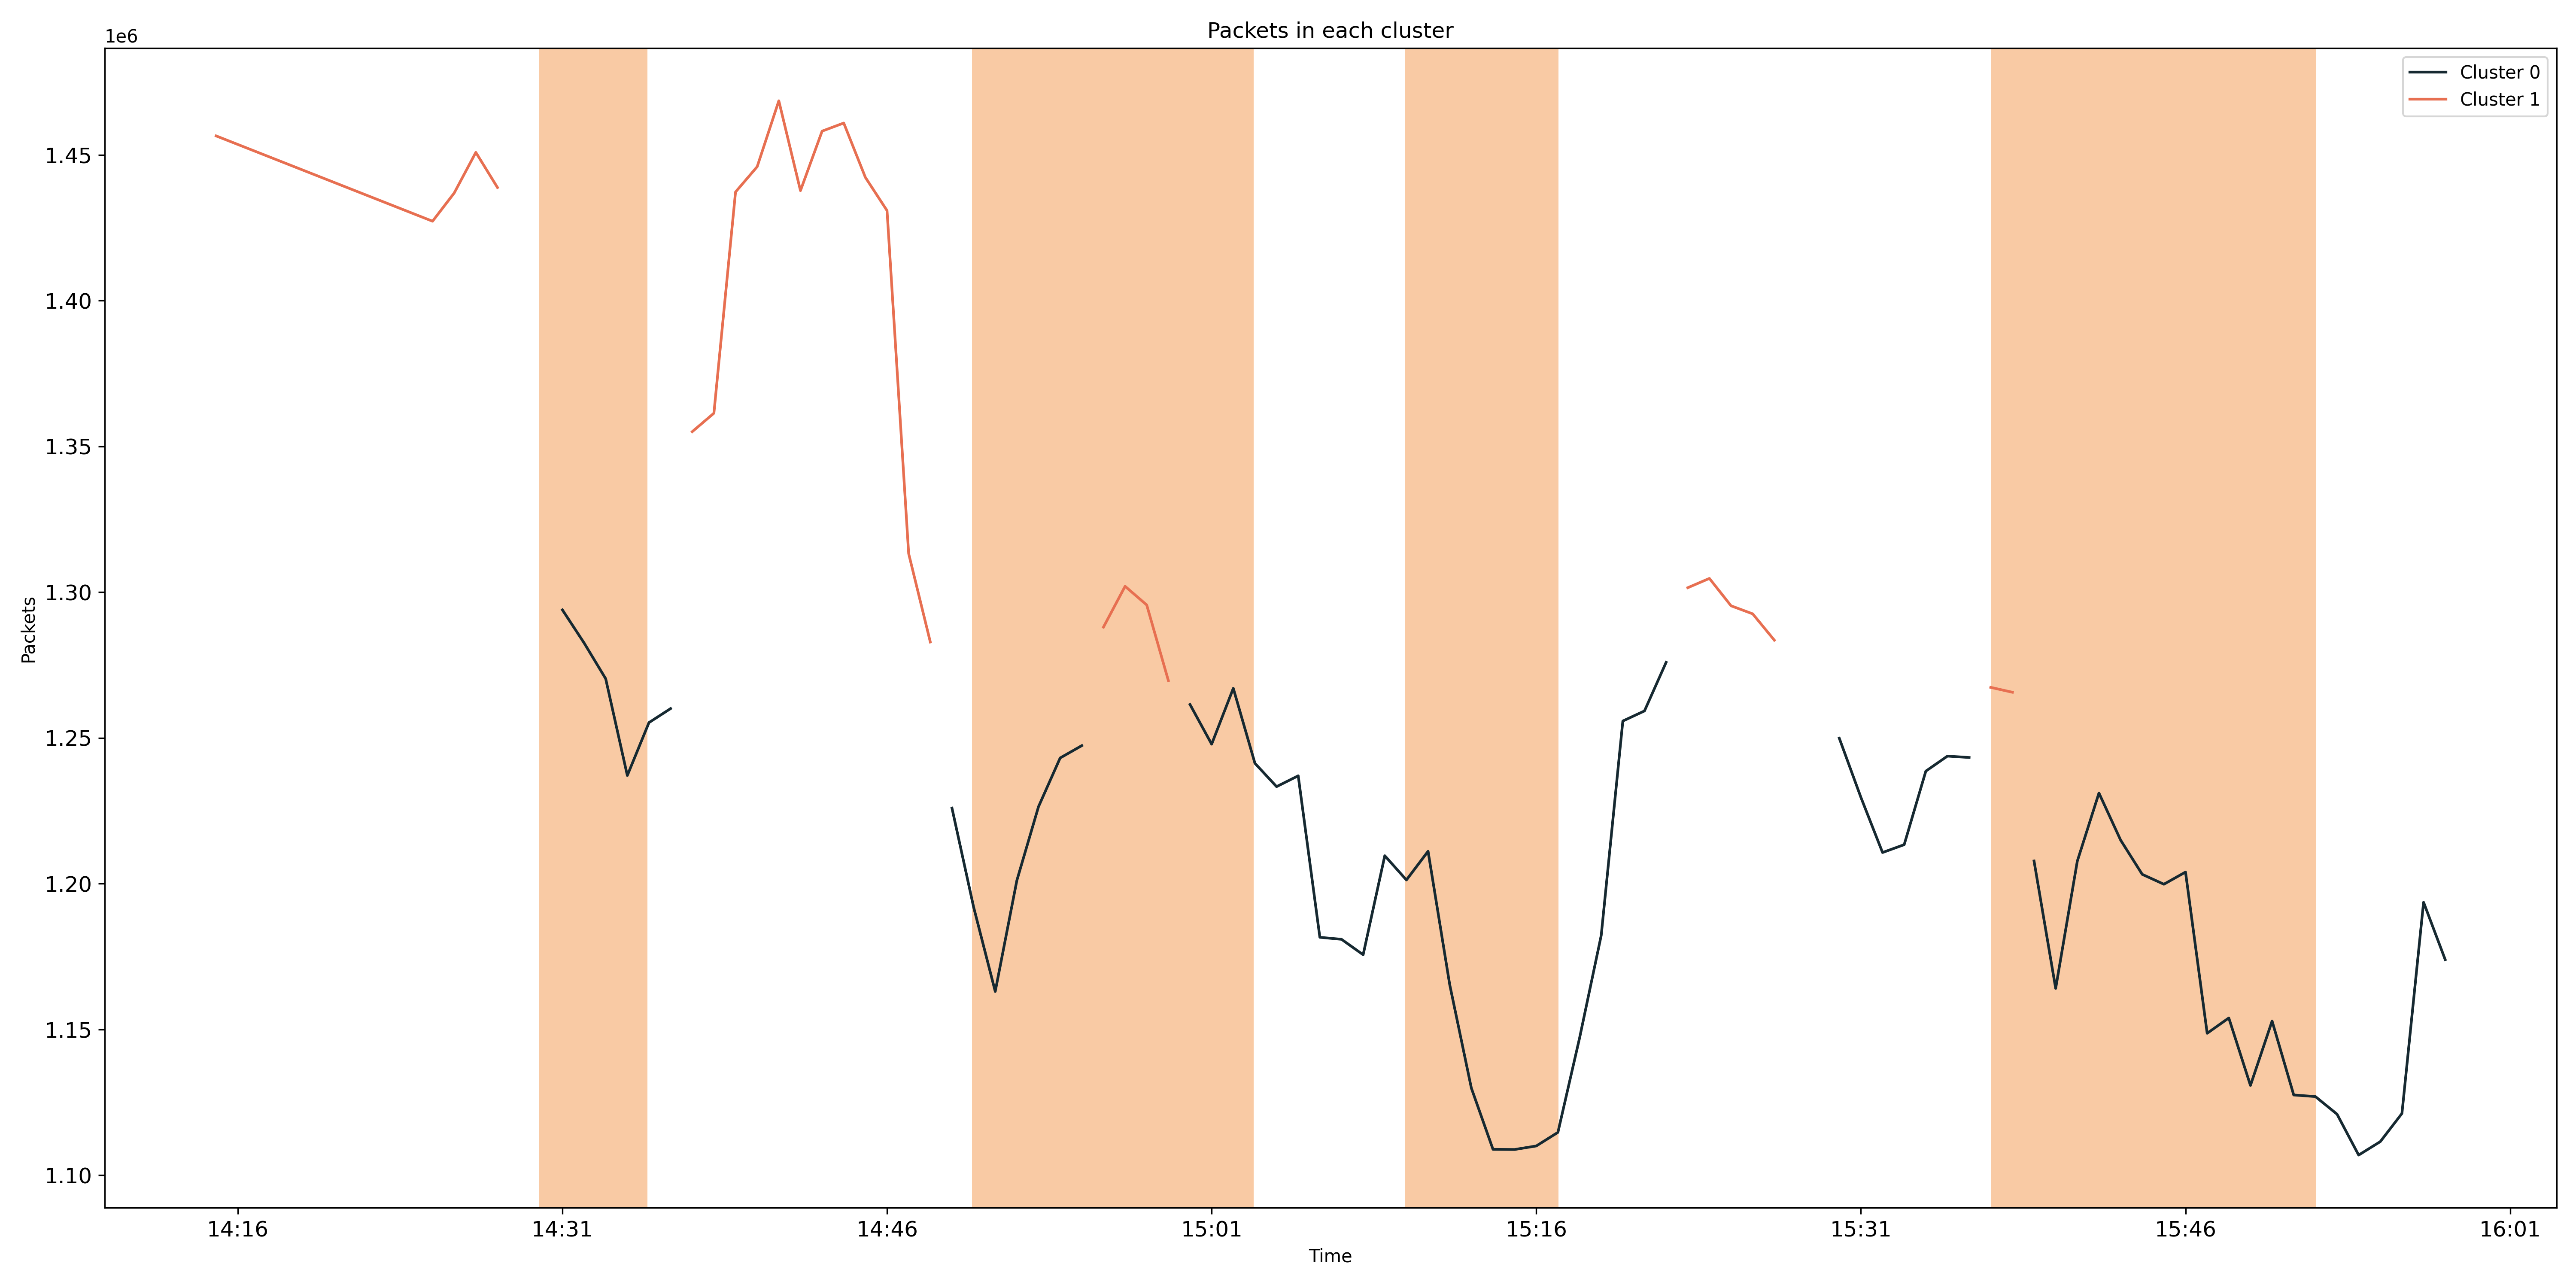 Packets in each cluster
1e6
Cluster 0
Cluster 1
1.45
1.40
1.35
1.30
1.25
1.20
1.15
1.10
Packets
14:16
14:31
14:46
15:01
15:16
15:31
15:46
16:01
Time